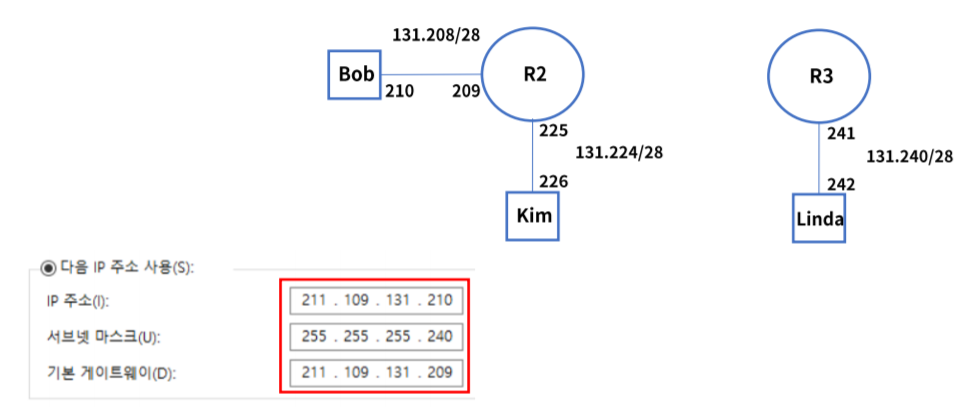 131.208/28
Bob
R2
R3
210
209
225
241
131.224/28
131.240/28
226
242
Kim
Linda
다음 IP 주소 사용(S):
IP 주소(I): 211 . 109 . 131 . 210
서브넷 마스크(U): 255 . 255 . 255 . 240
기본 게이트웨이(D): 211 . 109 . 131 . 209